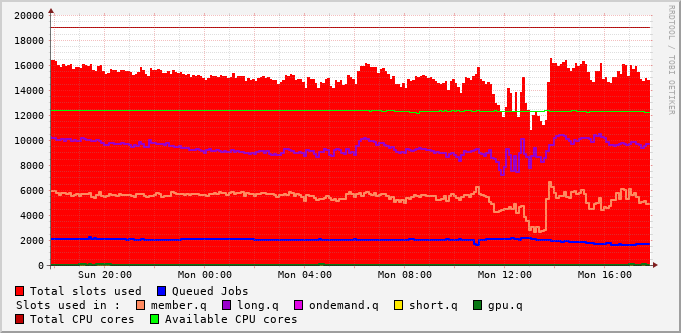 20000
18000
16000
14000
12000
10000
8000
6000
4000
2000
0
Sun 20:00 Mon 00:00 Mon 04:00 Mon 08:00 Mon 12:00 Mon 16:00
RRDTOOL / TOBI OETIKER
Total slots used Queued Jobs
Slots used in : member.q long.q ondemand.q short.q gpu.q
Total CPU cores Available CPU cores